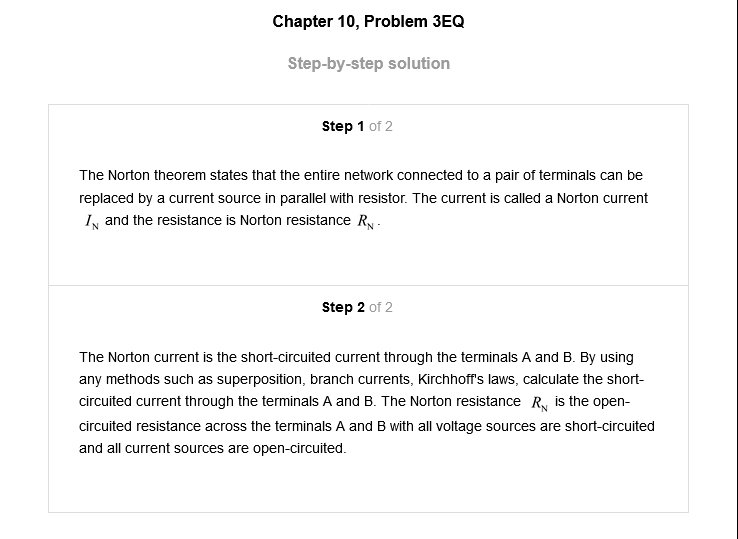 Chapter 10, Problem 3EQ
Step-by-step solution
Step 1 of 2
The Norton theorem states that the entire network connected to a pair of terminals can be
replaced by a current source in parallel with resistor. The current is called a Norton current
I_N and the resistance is Norton resistance R_N.
Step 2 of 2
The Norton current is the short-circuited current through the terminals A and B. By using
any methods such as superposition, branch currents, Kirchhoff's laws, calculate the short-
circuited current through the terminals A and B. The Norton resistance R_N is the open-
circuited resistance across the terminals A and B with all voltage sources are short-circuited
and all current sources are open-circuited.